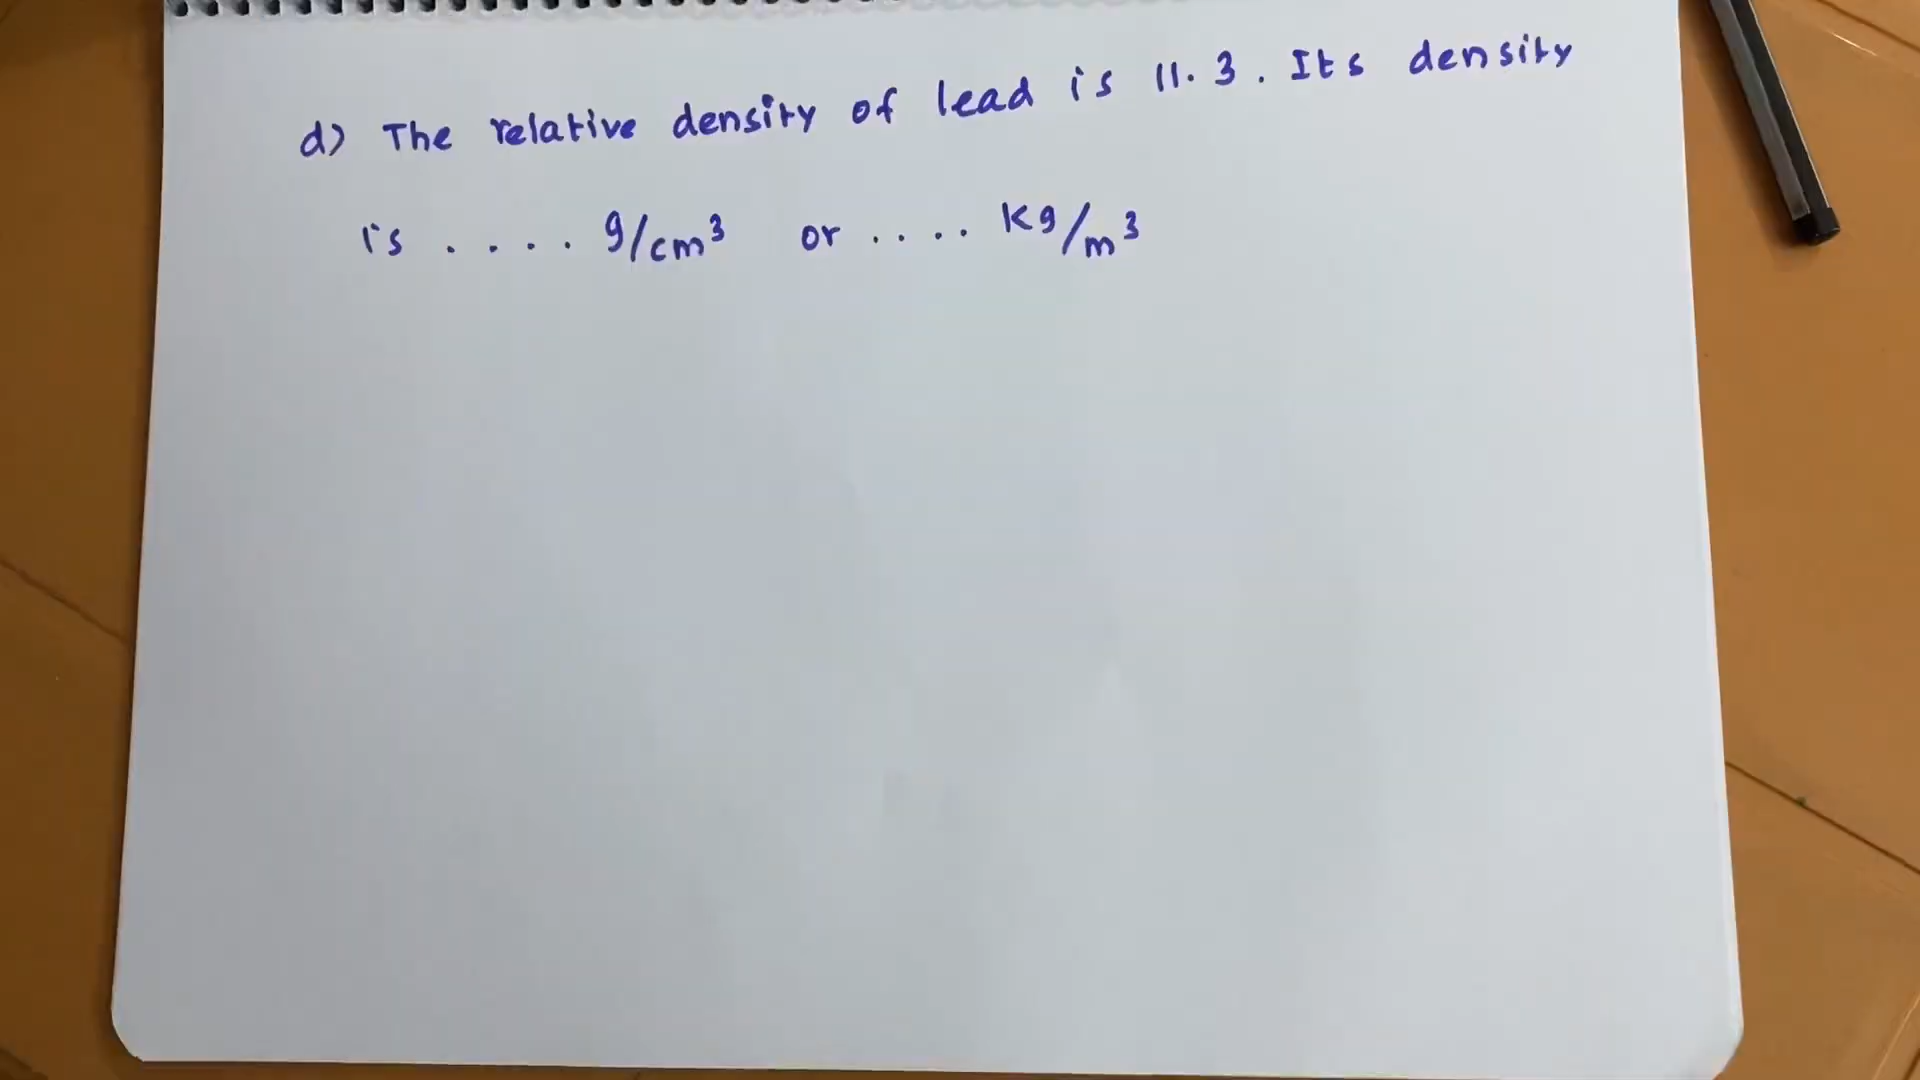 d) The relative density of lead is 11.3. Its density
is .... g/cm³ or .... kg/m³